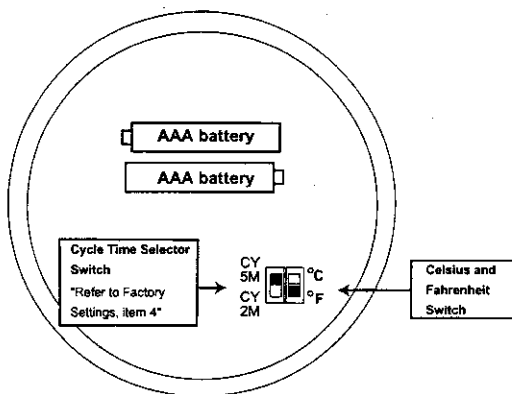 AAA battery
AAA battery
Cycle Time Selector
Switch
"Refer to Factory
Settings, item 4"
CY
5M
CY
2M
°C
°F
Celsius and
Fahrenheit
Switch